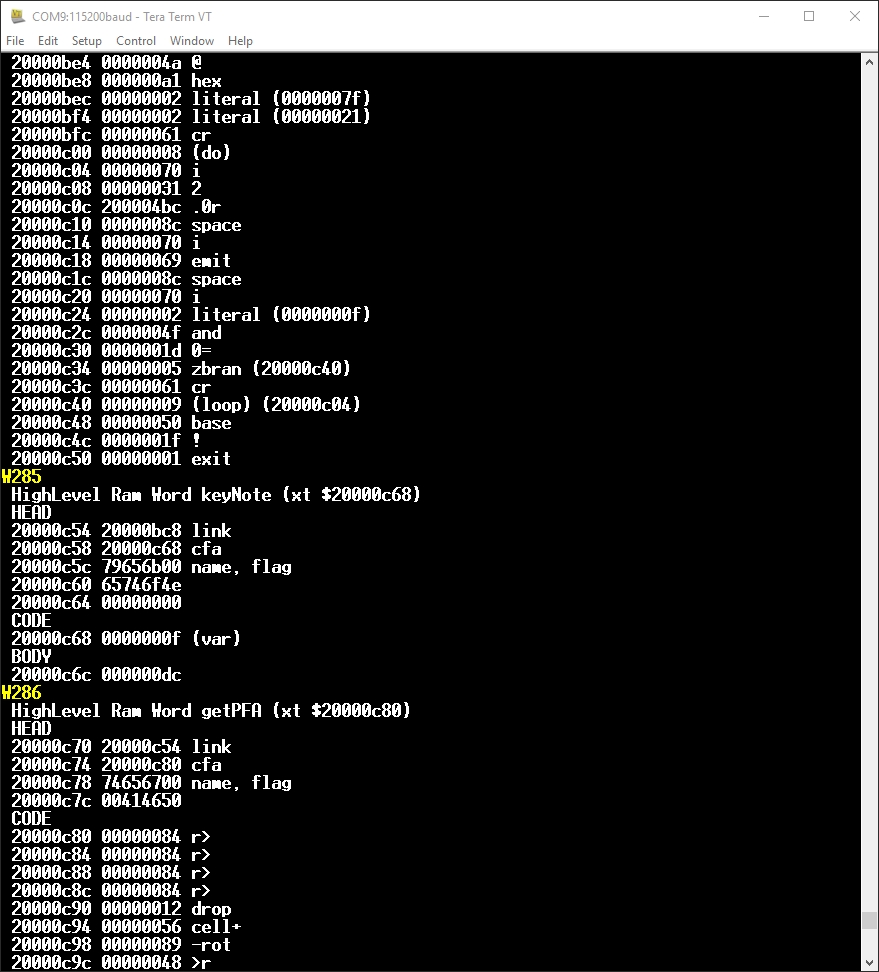 COM9:115200baud - Tera Term VT
File Edit Setup Control Window Help
20000be4 0000004a @
20000be8 000000a1 hex
20000bec 00000002 literal (0000007f)
20000bf4 00000002 literal (00000021)
20000bfc 00000061 cr
20000c00 00000008 (do)
20000c04 00000070 i
20000c08 00000031 2
20000c0c 200004bc .0r
20000c10 0000008c space
20000c14 00000070 i
20000c18 00000069 emit
20000c1c 0000008c space
20000c20 00000070 i
20000c24 00000002 literal (0000000f)
20000c2c 0000004f and
20000c30 0000001d 0=
20000c34 00000005 zbran (20000c40)
20000c3c 00000061 cr
20000c40 00000009 (loop) (20000c04)
20000c48 00000050 base
20000c4c 0000001f !
20000c50 00000001 exit
W285
HighLevel Ram Word keyNote (xt $20000c68)
HEAD
20000c54 20000bc8 link
20000c58 20000c68 cfa
20000c5c 79656b00 name, flag
20000c60 65746f4e
20000c64 00000000
CODE
20000c68 0000000f (var)
BODY
20000c6c 000000dc
W286
HighLevel Ram Word getPFA (xt $20000c80)
HEAD
20000c70 20000c54 link
20000c74 20000c80 cfa
20000c78 74656700 name, flag
20000c7c 00414650
CODE
20000c80 00000084 r>
20000c84 00000084 r>
20000c88 00000084 r>
20000c8c 00000084 r>
20000c90 00000012 drop
20000c94 00000056 cell+
20000c98 00000089 -rot
20000c9c 00000048 >r